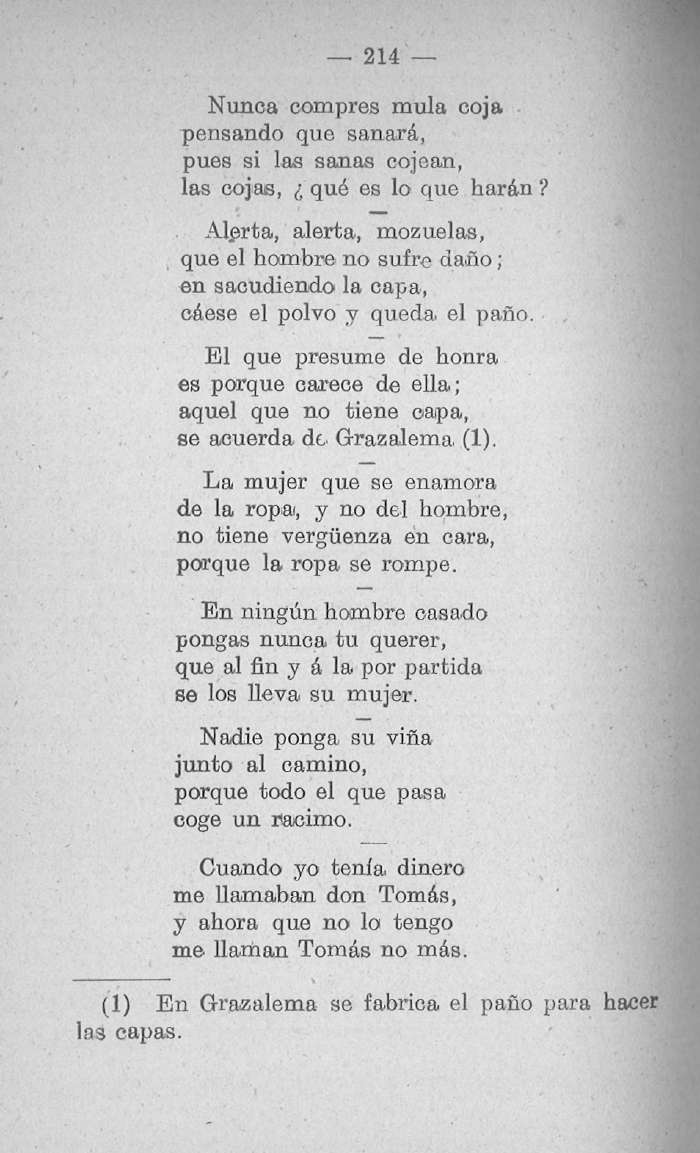 — 214 —
Nunca compres mula coja
pensando que sanará,
pues si las sanas cojean,
las cojas, ¿ qué es lo que harán ?
—
Alerta, alerta, mozuelas,
que el hombre no sufre daño ;
en sacudiendo la capa,
cáese el polvo y queda el paño.
—
El que presume de honra
es porque carece de ella ;
aquel que no tiene capa,
se acuerda de Grazalema (1).
—
La mujer que se enamora
de la ropa, y no del hombre,
no tiene vergüenza en cara,
porque la ropa se rompe.
—
En ningún hombre casado
pongas nunca tu querer,
que al fin y á la por partida
se los lleva su mujer.
—
Nadie ponga su viña
junto al camino,
porque todo el que pasa
coge un racimo.
—
Cuando yo tenía dinero
me llamaban don Tomás,
y ahora que no lo tengo
me llaman Tomás no más.
(1) En Grazalema se fabrica el paño para hacer
las capas.